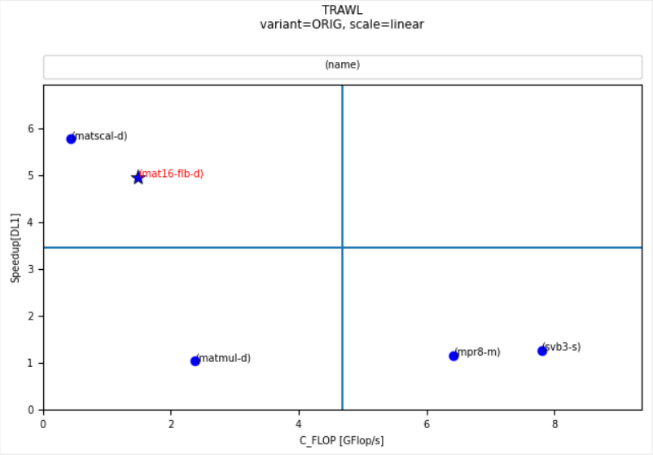 TRAWL
variant=ORIG, scale=linear
(name)
6
(matscal-d)
5
(mat16-flb-d)
4
Speedup[DL1]
3
2
(svb3-s)
(mpr8-m)
(matmul-d)
1
0
0 2 4 6 8
C_FLOP [GFlop/s]